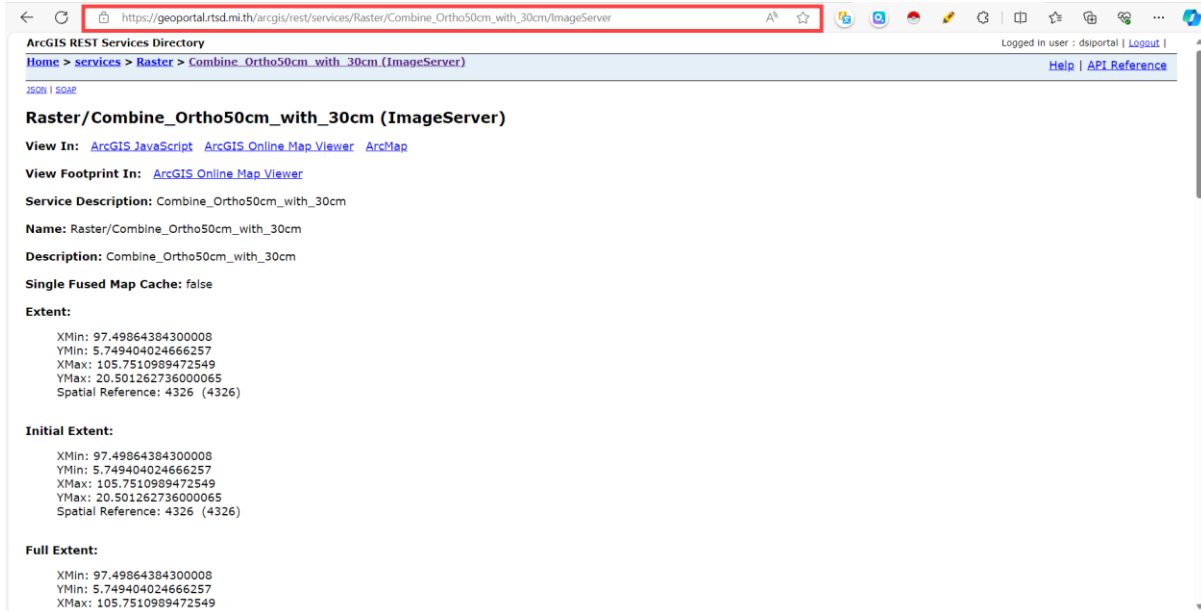 https://geoportal.rtsd.mi.th/arcgis/rest/services/Raster/Combine_Ortho50cm_with_30cm/ImageServer
ArcGIS REST Services Directory
Logged in user : dsiportal | Logout |
Home > services > Raster > Combine_Ortho50cm_with_30cm (ImageServer)
Help | API Reference
JSON | SOAP
Raster/Combine_Ortho50cm_with_30cm (ImageServer)
View In: ArcGIS JavaScript ArcGIS Online Map Viewer ArcMap
View Footprint In: ArcGIS Online Map Viewer
Service Description: Combine_Ortho50cm_with_30cm
Name: Raster/Combine_Ortho50cm_with_30cm
Description: Combine_Ortho50cm_with_30cm
Single Fused Map Cache: false
Extent:
XMin: 97.49864384300008
YMin: 5.749404024666257
XMax: 105.7510989472549
YMax: 20.501262736000065
Spatial Reference: 4326 (4326)
Initial Extent:
XMin: 97.49864384300008
YMin: 5.749404024666257
XMax: 105.7510989472549
YMax: 20.501262736000065
Spatial Reference: 4326 (4326)
Full Extent:
XMin: 97.49864384300008
YMin: 5.749404024666257
XMax: 105.7510989472549